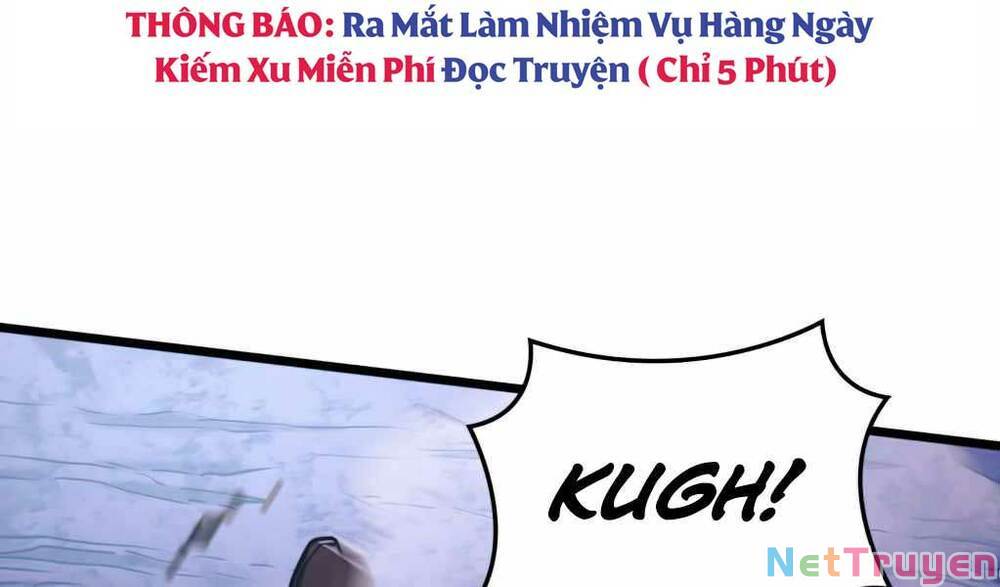 THÔNG BÁO: Ra Mắt Làm Nhiệm Vụ Hàng Ngày
Kiếm Xu Miễn Phí Đọc Truyện ( Chỉ 5 Phút)
KUGH!
NetTruyen